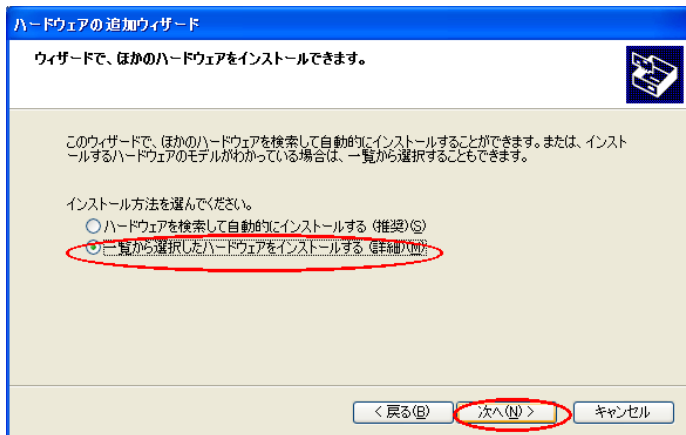 ハードウェアの追加ウィザード
ウィザードで、ほかのハードウェアをインストールできます。
このウィザードで、ほかのハードウェアを検索して自動的にインストールすることができます。または、インスト
ールするハードウェアのモデルがわかっている場合は、一覧から選択することもできます。
インストール方法を選んでください。
ハードウェアを検索して自動的にインストールする (推奨)(S)
一覧から選択したハードウェアをインストールする (詳細)(M)
< 戻る(B) 次へ(N) > キャンセル